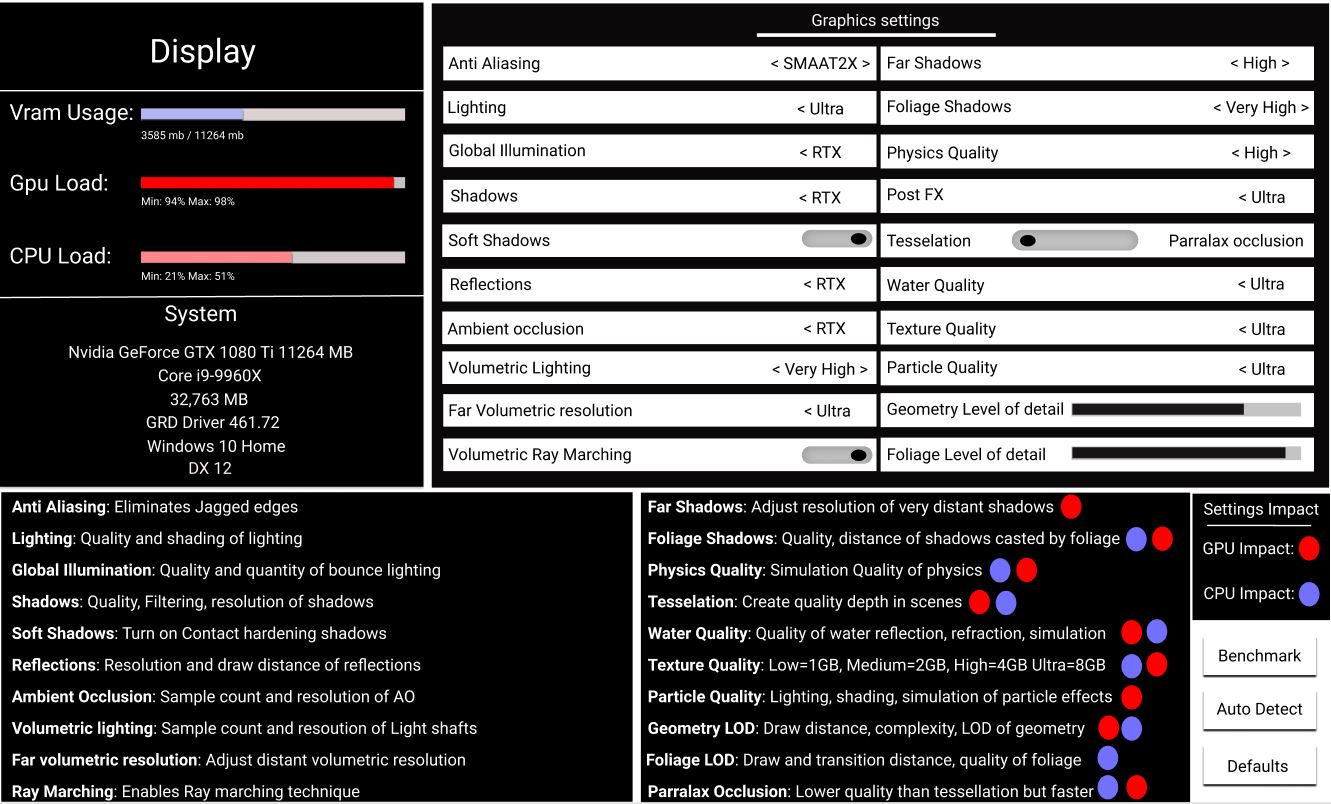 Display
Vram Usage:
3585 mb / 11264 mb
Gpu Load:
Min: 94% Max: 98%
CPU Load:
Min: 21% Max: 51%
System
Nvidia GeForce GTX 1080 Ti 11264 MB
Core i9-9960X
32,763 MB
GRD Driver 461.72
Windows 10 Home
DX 12
Graphics settings
Anti Aliasing < SMAAT2X >
Lighting < Ultra
Global Illumination < RTX
Shadows < RTX
Soft Shadows
Reflections < RTX
Ambient occlusion < RTX
Volumetric Lighting < Very High >
Far Volumetric resolution < Ultra
Volumetric Ray Marching
Far Shadows < High >
Foliage Shadows < Very High >
Physics Quality < High >
Post FX < Ultra
Tesselation Parralax occlusion
Water Quality < Ultra
Texture Quality < Ultra
Particle Quality < Ultra
Geometry Level of detail
Foliage Level of detail
Anti Aliasing: Eliminates Jagged edges
Lighting: Quality and shading of lighting
Global Illumination: Quality and quantity of bounce lighting
Shadows: Quality, Filtering, resolution of shadows
Soft Shadows: Turn on Contact hardening shadows
Reflections: Resolution and draw distance of reflections
Ambient Occlusion: Sample count and resolution of AO
Volumetric lighting: Sample count and resoution of Light shafts
Far volumetric resolution: Adjust distant volumetric resolution
Ray Marching: Enables Ray marching technique
Far Shadows: Adjust resolution of very distant shadows
Foliage Shadows: Quality, distance of shadows casted by foliage
Physics Quality: Simulation Quality of physics
Tesselation: Create quality depth in scenes
Water Quality: Quality of water reflection, refraction, simulation
Texture Quality: Low=1GB, Medium=2GB, High=4GB Ultra=8GB
Particle Quality: Lighting, shading, simulation of particle effects
Geometry LOD: Draw distance, complexity, LOD of geometry
Foliage LOD: Draw and transition distance, quality of foliage
Parralax Occlusion: Lower quality than tessellation but faster
Settings Impact
GPU Impact:
CPU Impact:
Benchmark
Auto Detect
Defaults